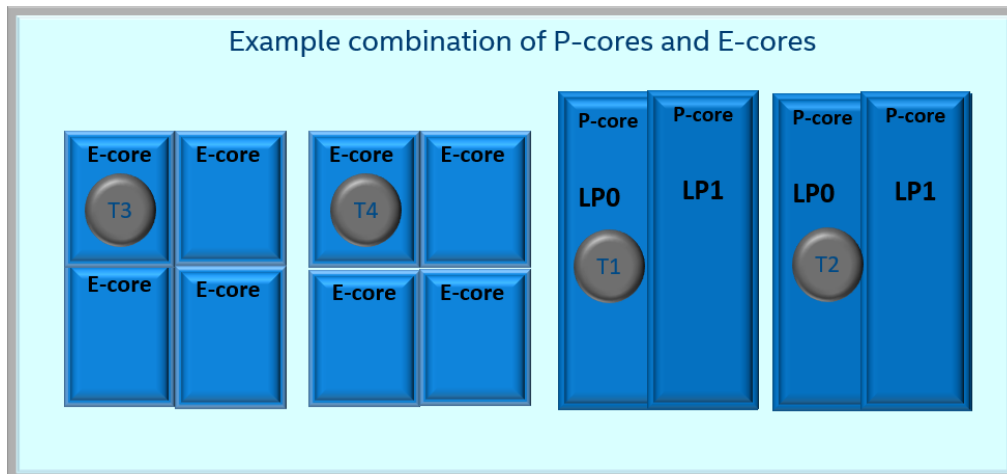 Example combination of P-cores and E-cores
E-core
E-core
T3
E-core
E-core
E-core
E-core
T4
E-core
E-core
P-core
LP0
T1
P-core
LP1
P-core
LP0
T2
P-core
LP1